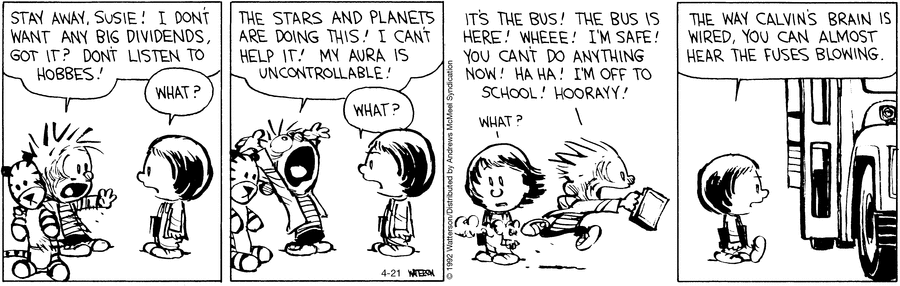 STAY AWAY, SUSIE! I DON'T
WANT ANY BIG DIVIDENDS,
GOT IT? DON'T LISTEN TO
HOBBES!
WHAT?
THE STARS AND PLANETS
ARE DOING THIS! I CAN'T
HELP IT! MY AURA IS
UNCONTROLLABLE!
WHAT?
4-21 WATTERSON
© 1992 Watterson/Distributed by Andrews McMeel Syndication
IT'S THE BUS! THE BUS IS
HERE! WHEEE! I'M SAFE!
YOU CAN'T DO ANYTHING
NOW! HA HA! I'M OFF TO
SCHOOL! HOORAYY!
WHAT?
THE WAY CALVIN'S BRAIN IS
WIRED, YOU CAN ALMOST
HEAR THE FUSES BLOWING.